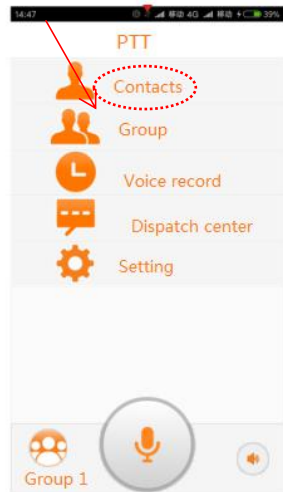 14:47 移动 4G 移动 39%
PTT
Contacts
Group
Voice record
Dispatch center
Setting
Group 1